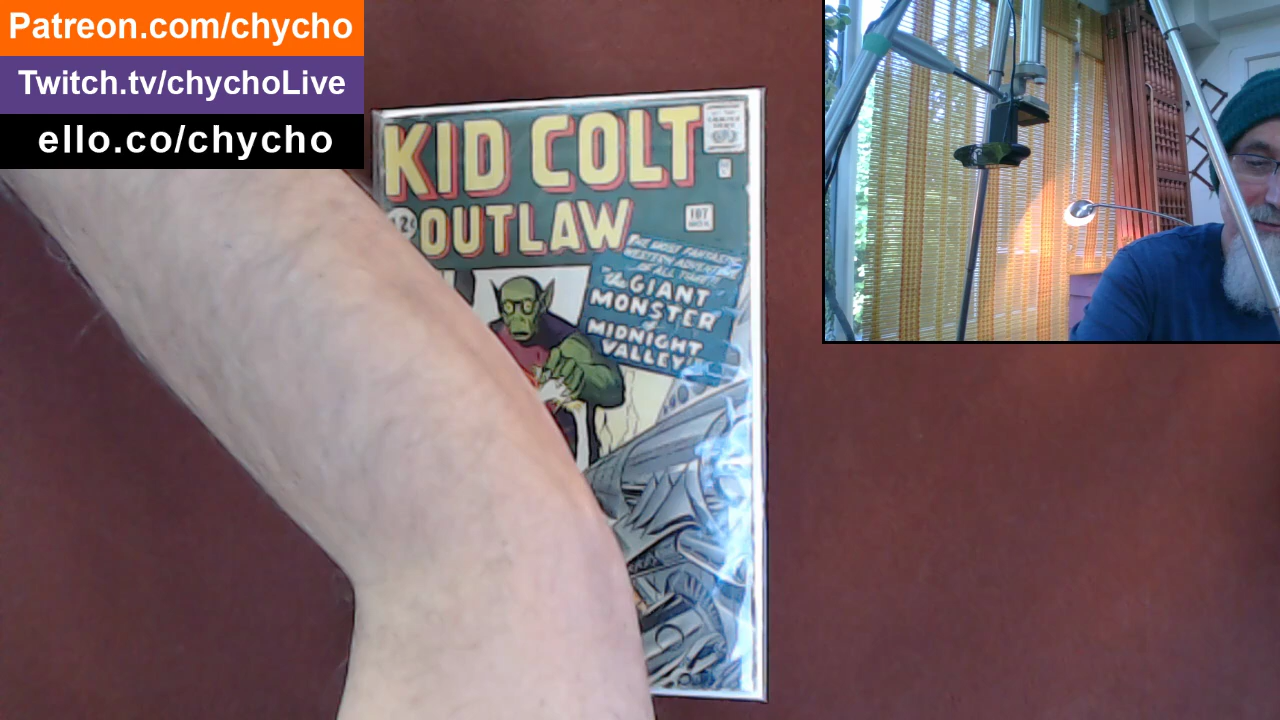 Patreon.com/chycho
Twitch.tv/chychoLive
ello.co/chycho
KID COLT
OUTLAW
12¢
107
THE MOST FANTASTIC
WESTERN ADVENTURE
OF ALL TIME!!
"The GIANT
MONSTER
of
MIDNIGHT
VALLEY!"